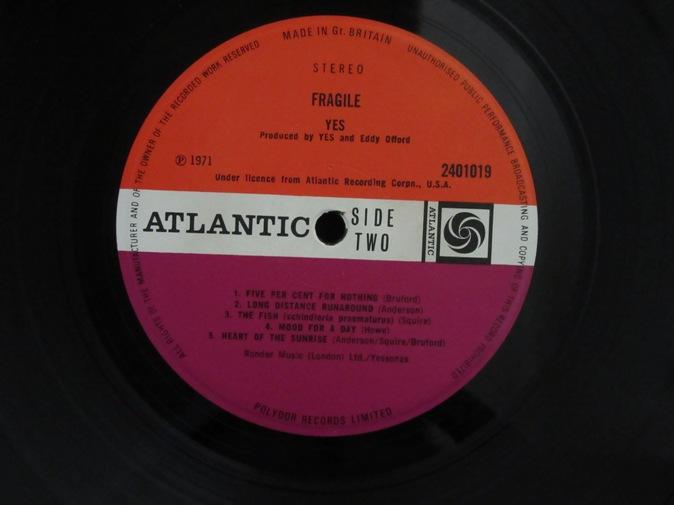 MADE IN Gt. BRITAIN
ALL RIGHTS OF THE MANUFACTURER AND OF THE OWNER OF THE RECORDED WORK RESERVED
UNAUTHORISED PUBLIC PERFORMANCE BROADCASTING AND COPYING OF THIS RECORD PROHIBITED
STEREO
FRAGILE
YES
Produced by YES and Eddy Offord
℗ 1971
2401019
Under licence from Atlantic Recording Corpn., U.S.A.
ATLANTIC
SIDE TWO
ATLANTIC
1. FIVE PER CENT FOR NOTHING (Bruford)
2. LONG DISTANCE RUNAROUND (Anderson)
3. THE FISH (schindleria praematurus) (Squire)
4. MOOD FOR A DAY (Howe)
5. HEART OF THE SUNRISE (Anderson/Squire/Bruford)
Rondor Music (London) Ltd./Yessongs
POLYDOR RECORDS LIMITED